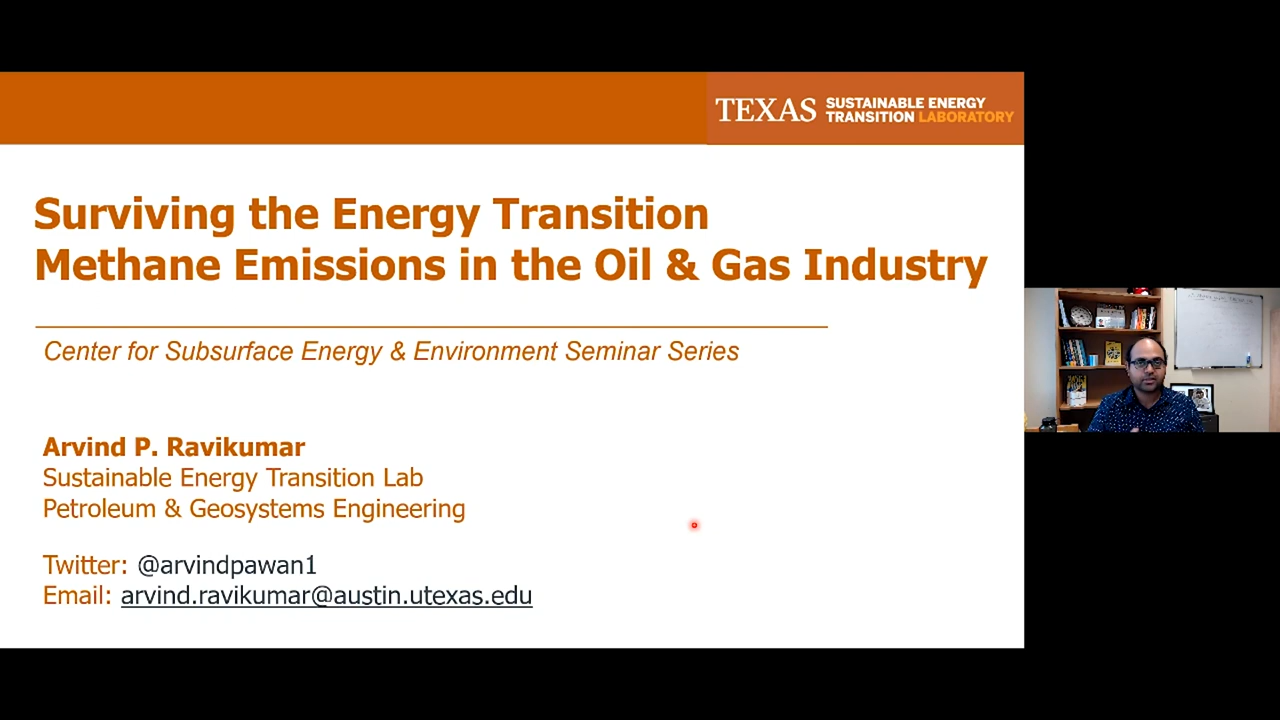 TEXAS SUSTAINABLE ENERGY
TRANSITION LABORATORY
Surviving the Energy Transition
Methane Emissions in the Oil & Gas Industry
Center for Subsurface Energy & Environment Seminar Series
Arvind P. Ravikumar
Sustainable Energy Transition Lab
Petroleum & Geosystems Engineering
Twitter: @arvindpawan1
Email: arvind.ravikumar@austin.utexas.edu